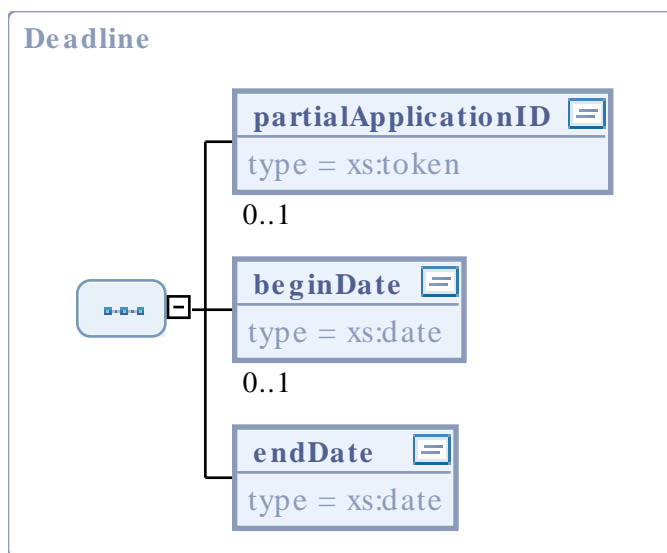 Deadline
partialApplicationID
type = xs:token
0..1
beginDate
type = xs:date
0..1
endDate
type = xs:date